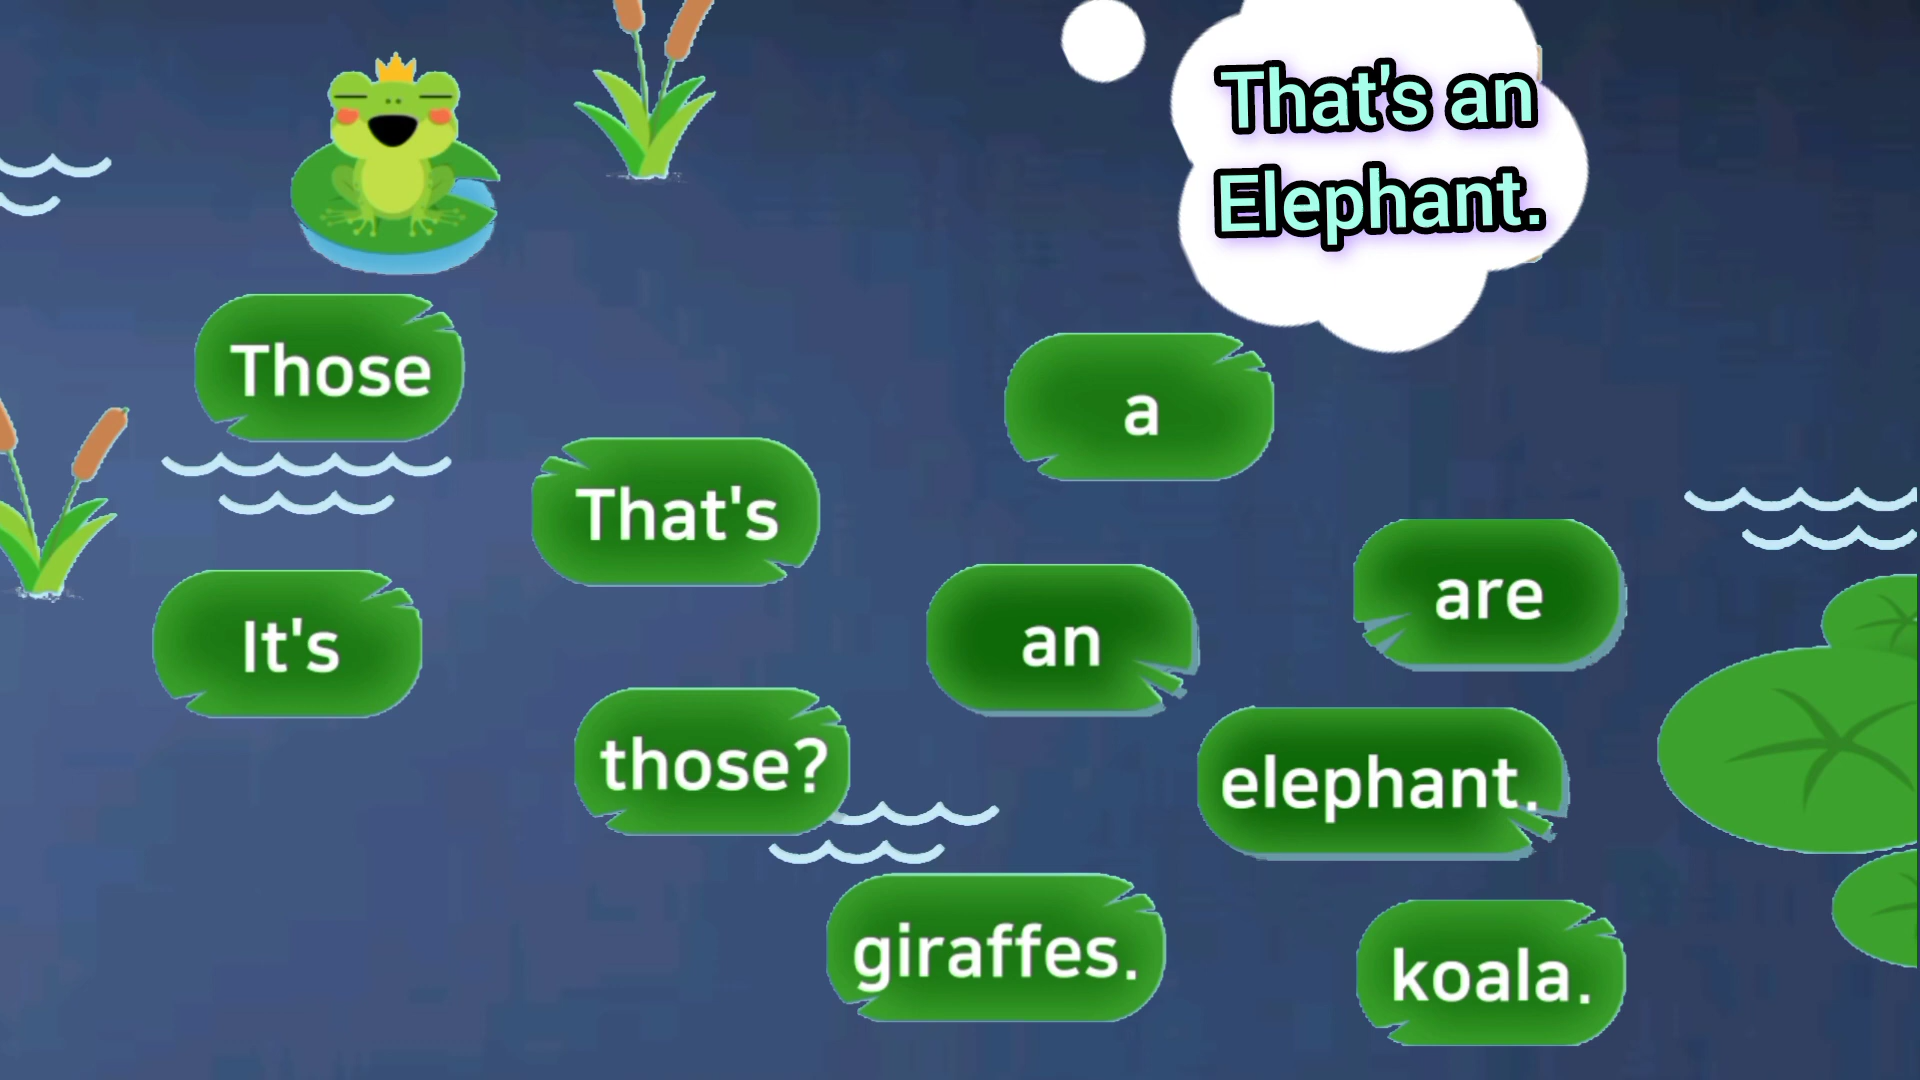 That's an
Elephant.
Those
a
That's
are
It's
an
those?
elephant.
giraffes.
koala.